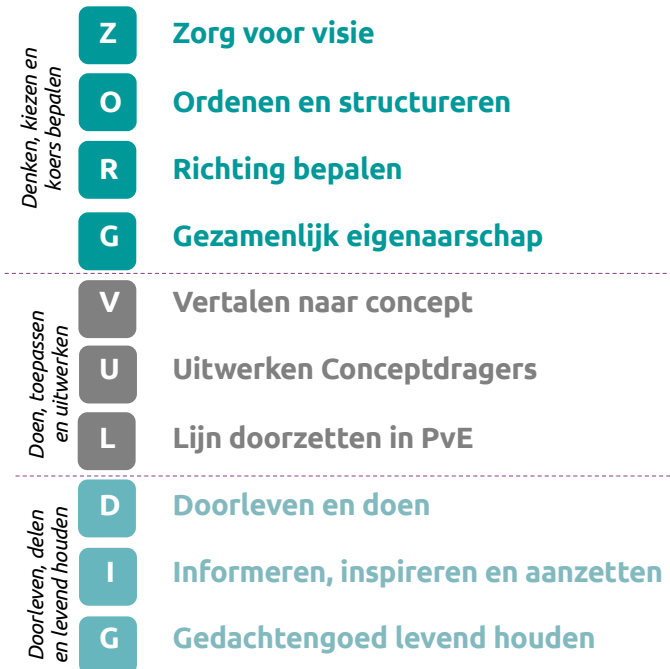 Denken, kiezen en
koers bepalen
Z Zorg voor visie
O Ordenen en structureren
R Richting bepalen
G Gezamenlijk eigenaarschap
Doen, toepassen
en uitwerken
V Vertalen naar concept
U Uitwerken Conceptdragers
L Lijn doorzetten in PvE
Doorleven, delen
en levend houden
D Doorleven en doen
I Informeren, inspireren en aanzetten
G Gedachtengoed levend houden